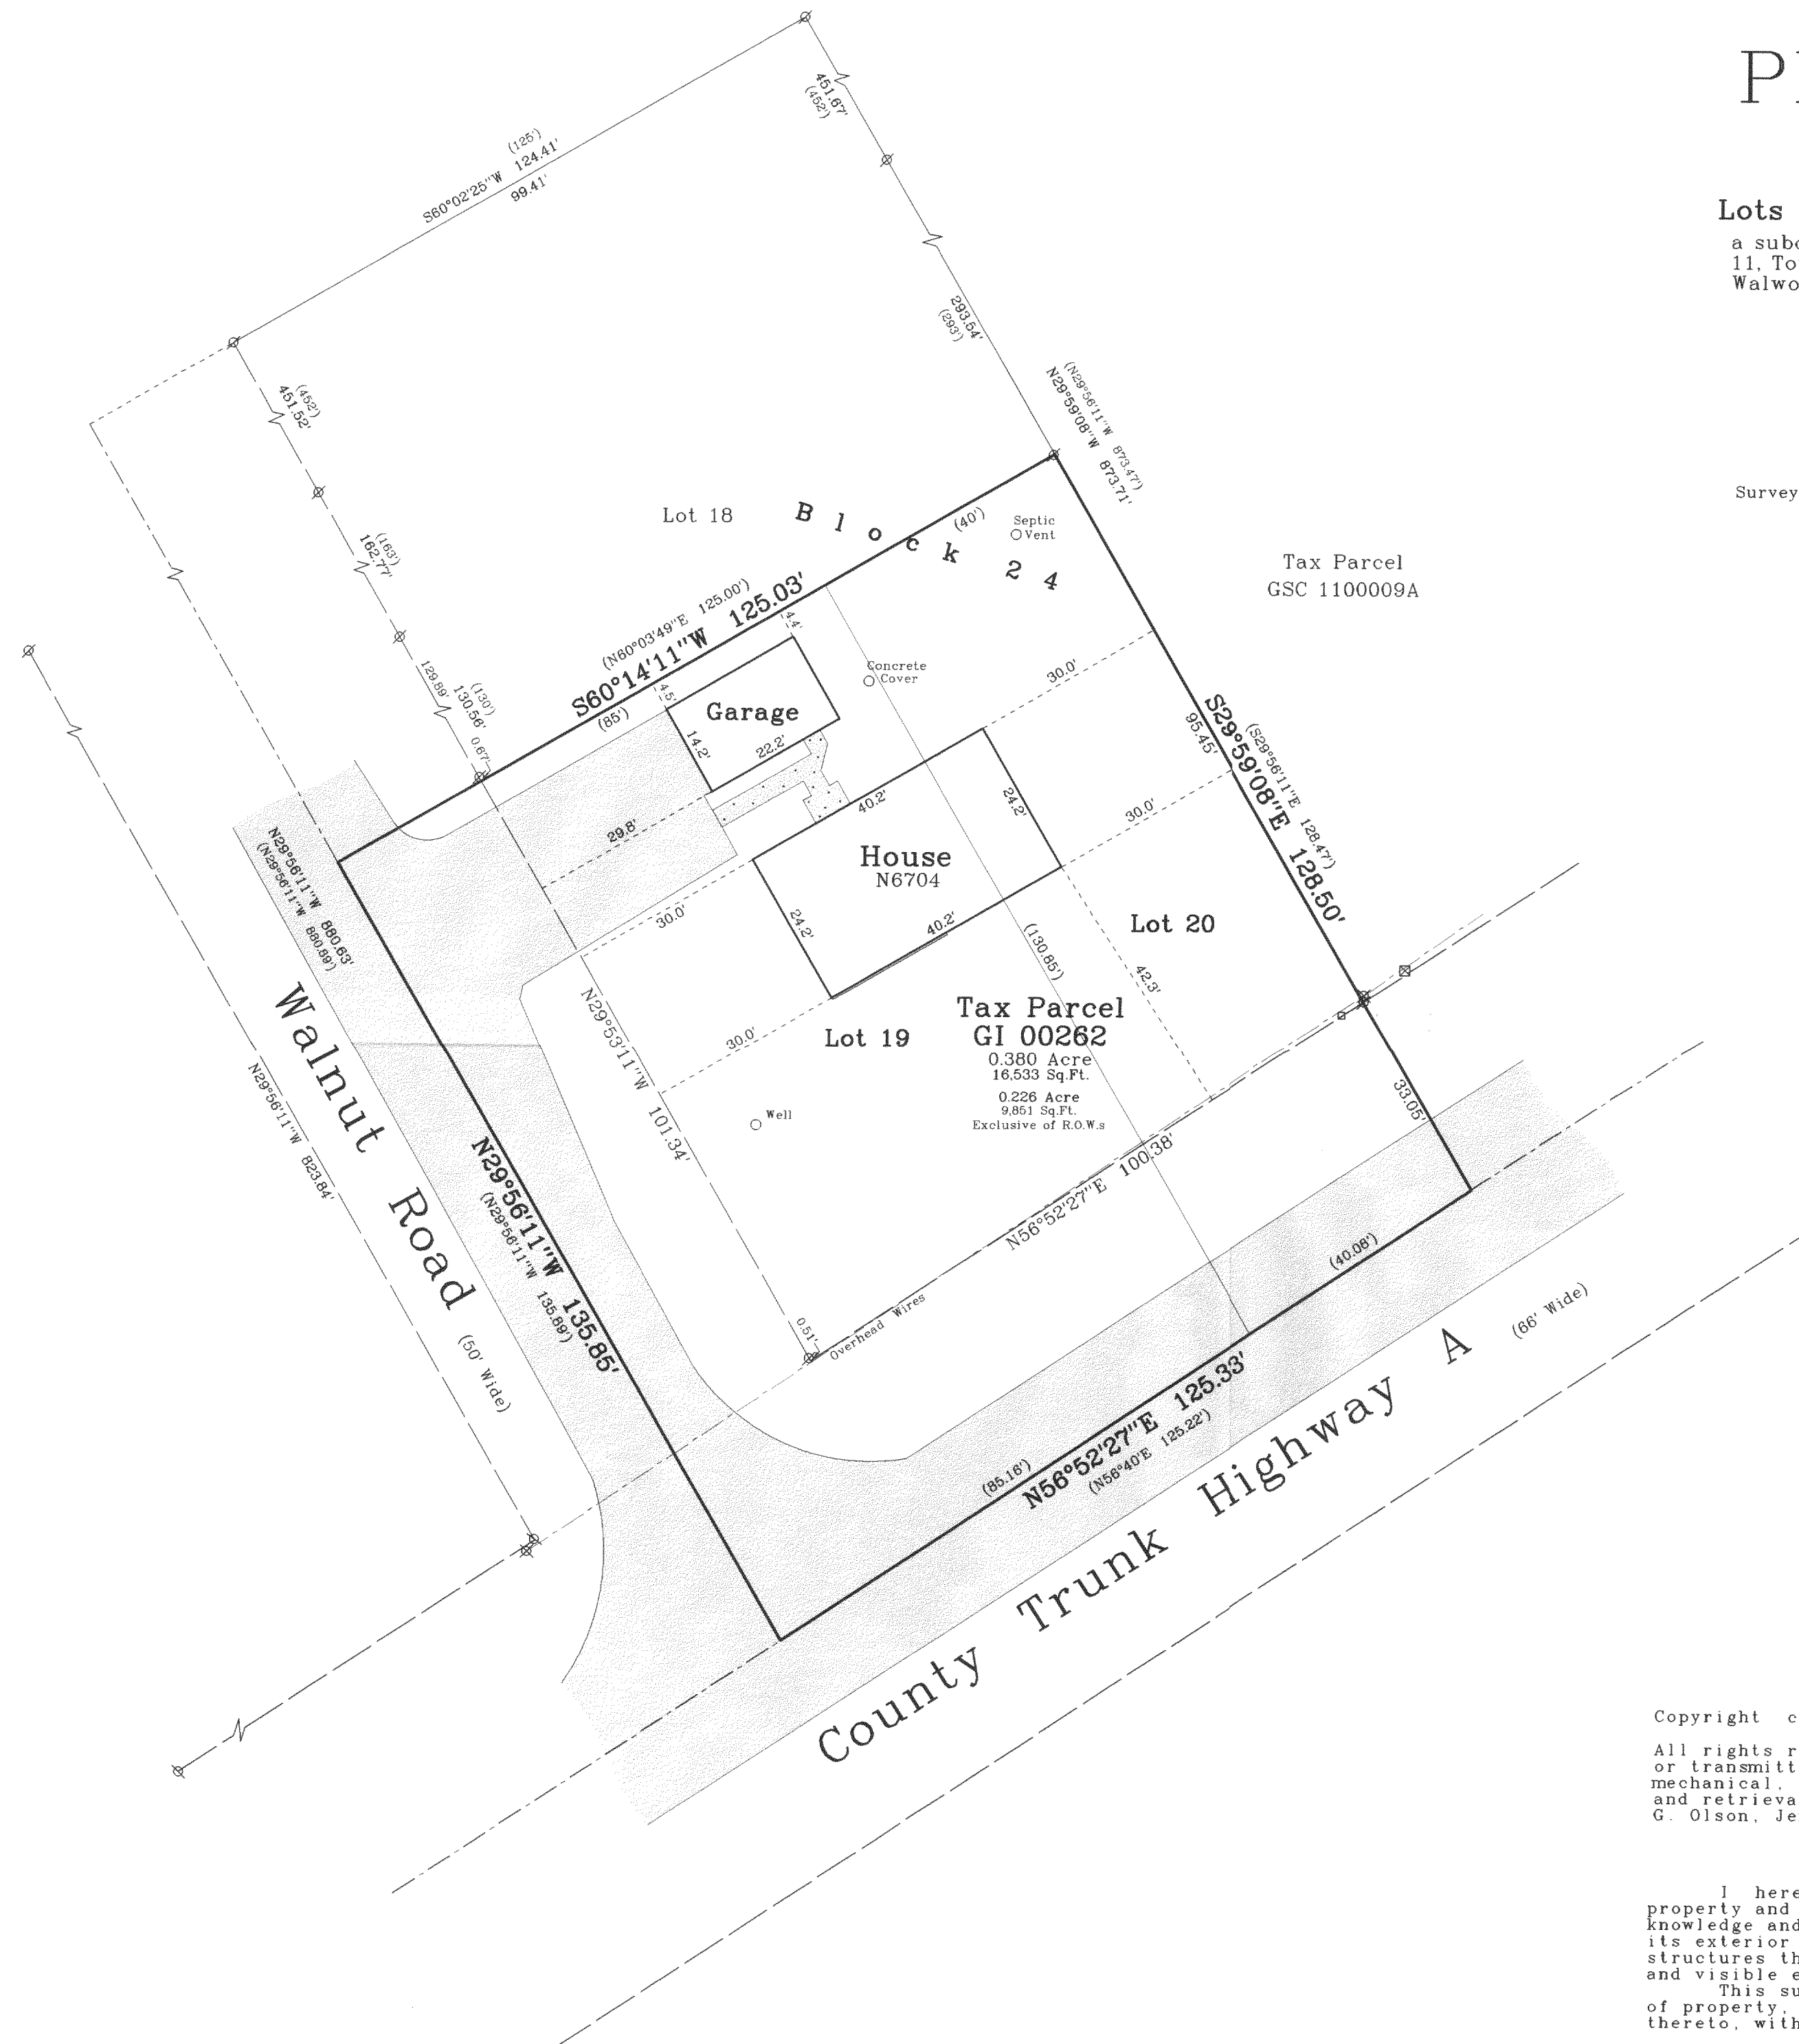 Pl
Lots
a subd
11, To
Walwo
Survey
451.67'
(452')
(125')
S60°02'25"W 124.41'
99.41'
293.54'
(293')
(452')
451.52'
(N29°56'11"W 873.47')
N29°59'08"W 873.71'
Lot 18
Block 24
(40')
Septic
Vent
(163')
162.77'
Tax Parcel
GSC 1100009A
(N60°03'49"E 125.00')
S60°14'11"W 125.03'
(85')
4.4'
4.5'
Concrete
Cover
30.0'
129.89'
(130')
130.56'
0.67'
Garage
14.2'
22.2'
95.45'
S29°59'08"E 128.50'
(S29°56'11"E 128.47')
40.2'
24.2'
30.0'
29.8'
House
N6704
N29°56'11"W 880.63'
(N29°56'11"W 880.89')
30.0'
24.2'
40.2'
(130.85')
Lot 20
42.3'
N29°53'11"W 101.34'
Tax Parcel
GI 00262
0.380 Acre
16,533 Sq.Ft.
0.226 Acre
9,851 Sq.Ft.
Exclusive of R.O.W.s
Lot 19
30.0'
Well
33.05'
Walnut Road
(50' Wide)
N29°56'11"W 823.84'
N29°56'11"W 135.85'
(N29°56'11"W 135.89')
N56°52'27"E 100.38'
Overhead Wires
0.51'
(40.08')
(85.16')
N56°52'27"E 125.33'
(N56°40'E 125.22')
County Trunk Highway A
(66' Wide)
Copyright c
All rights r
or transmitt
mechanical,
and retrieva
G. Olson, Je
I here
property and
knowledge and
its exterior
structures th
and visible e
This su
of property,
thereto, with